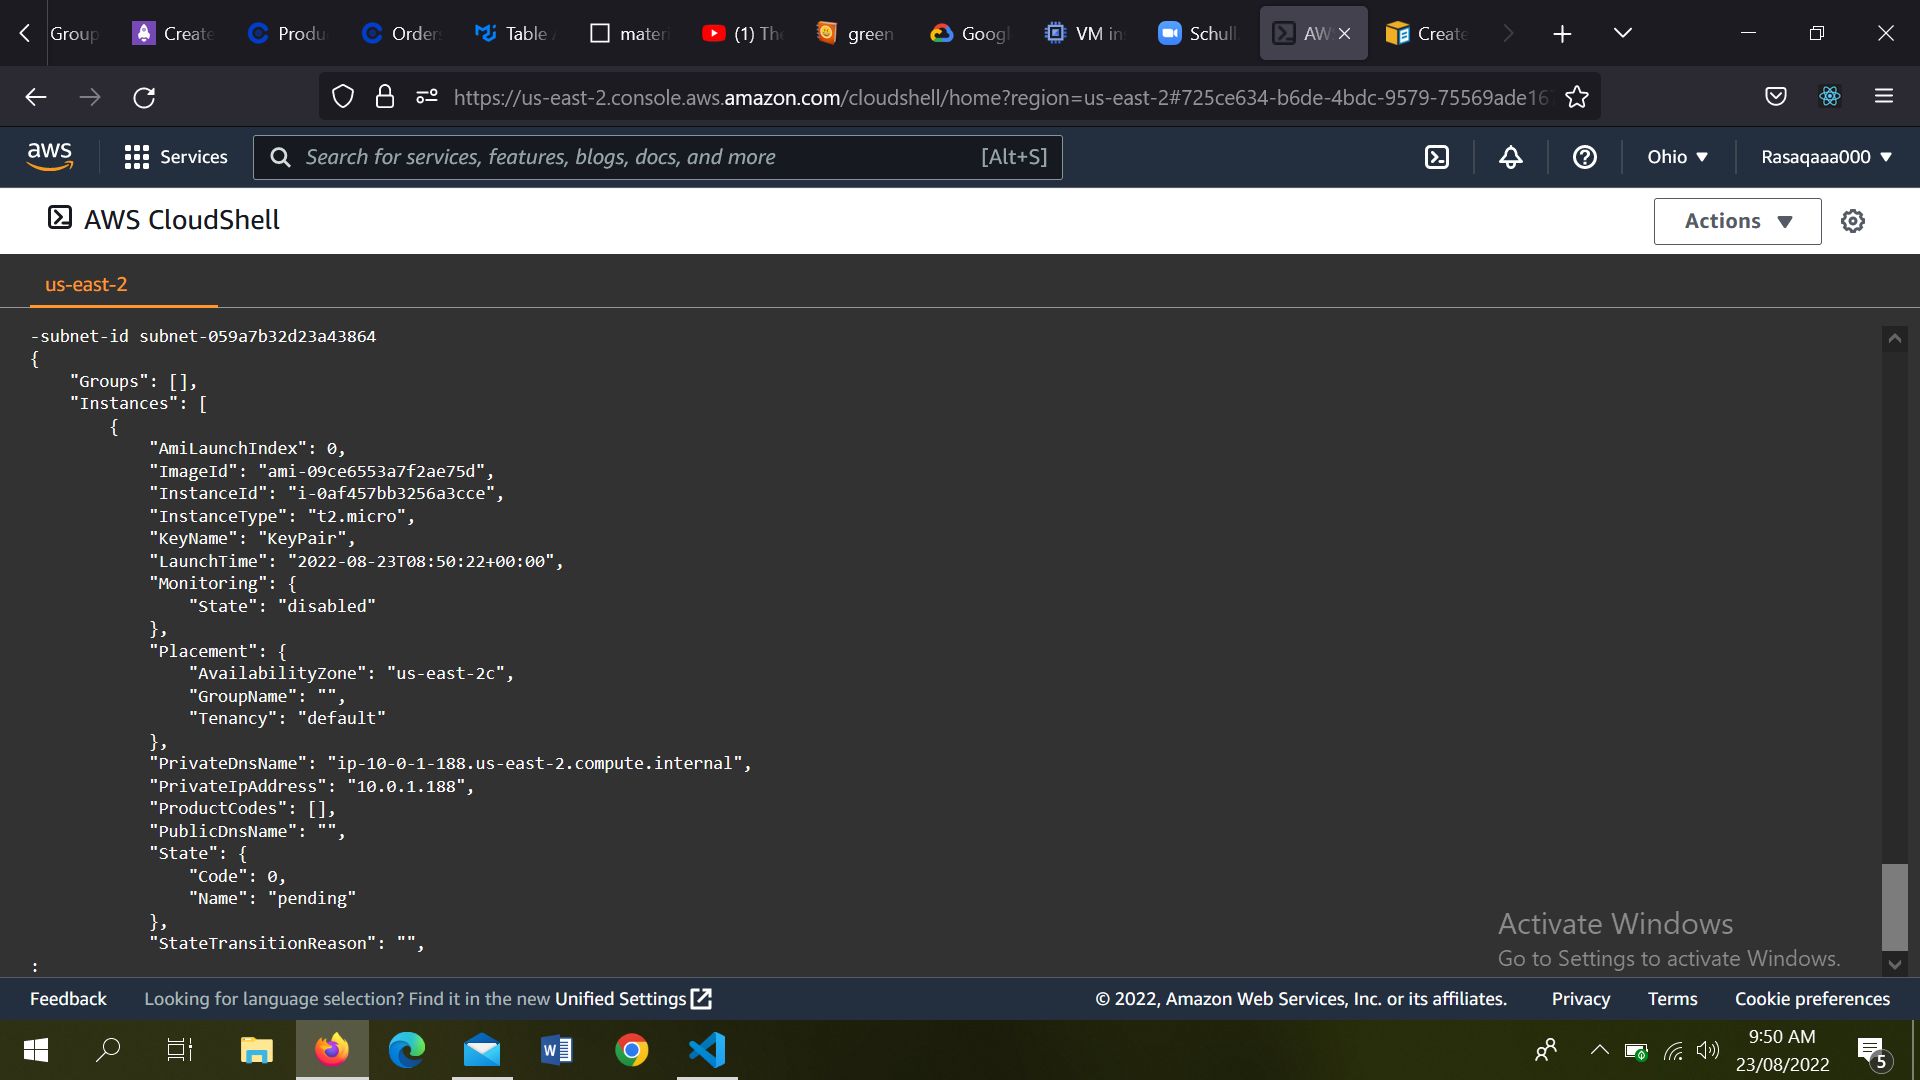 Group
Create
Produ
Order
Table
mater
(1) Th
green
Googl
VM in
Schull
AW
Create
https://us-east-2.console.aws.amazon.com/cloudshell/home?region=us-east-2#725ce634-b6de-4bdc-9579-75569ade16
aws
Services
Search for services, features, blogs, docs, and more
[Alt+S]
Ohio
Rasaqaaa000
AWS CloudShell
Actions
us-east-2
-subnet-id subnet-059a7b32d23a43864
{
"Groups": [],
"Instances": [
{
"AmiLaunchIndex": 0,
"ImageId": "ami-09ce6553a7f2ae75d",
"InstanceId": "i-0af457bb3256a3cce",
"InstanceType": "t2.micro",
"KeyName": "KeyPair",
"LaunchTime": "2022-08-23T08:50:22+00:00",
"Monitoring": {
"State": "disabled"
},
"Placement": {
"AvailabilityZone": "us-east-2c",
"GroupName": "",
"Tenancy": "default"
},
"PrivateDnsName": "ip-10-0-1-188.us-east-2.compute.internal",
"PrivateIpAddress": "10.0.1.188",
"ProductCodes": [],
"PublicDnsName": "",
"State": {
"Code": 0,
"Name": "pending"
},
"StateTransitionReason": "",
:
Activate Windows
Go to Settings to activate Windows.
Feedback
Looking for language selection? Find it in the new Unified Settings
© 2022, Amazon Web Services, Inc. or its affiliates.
Privacy
Terms
Cookie preferences
9:50 AM
23/08/2022
5